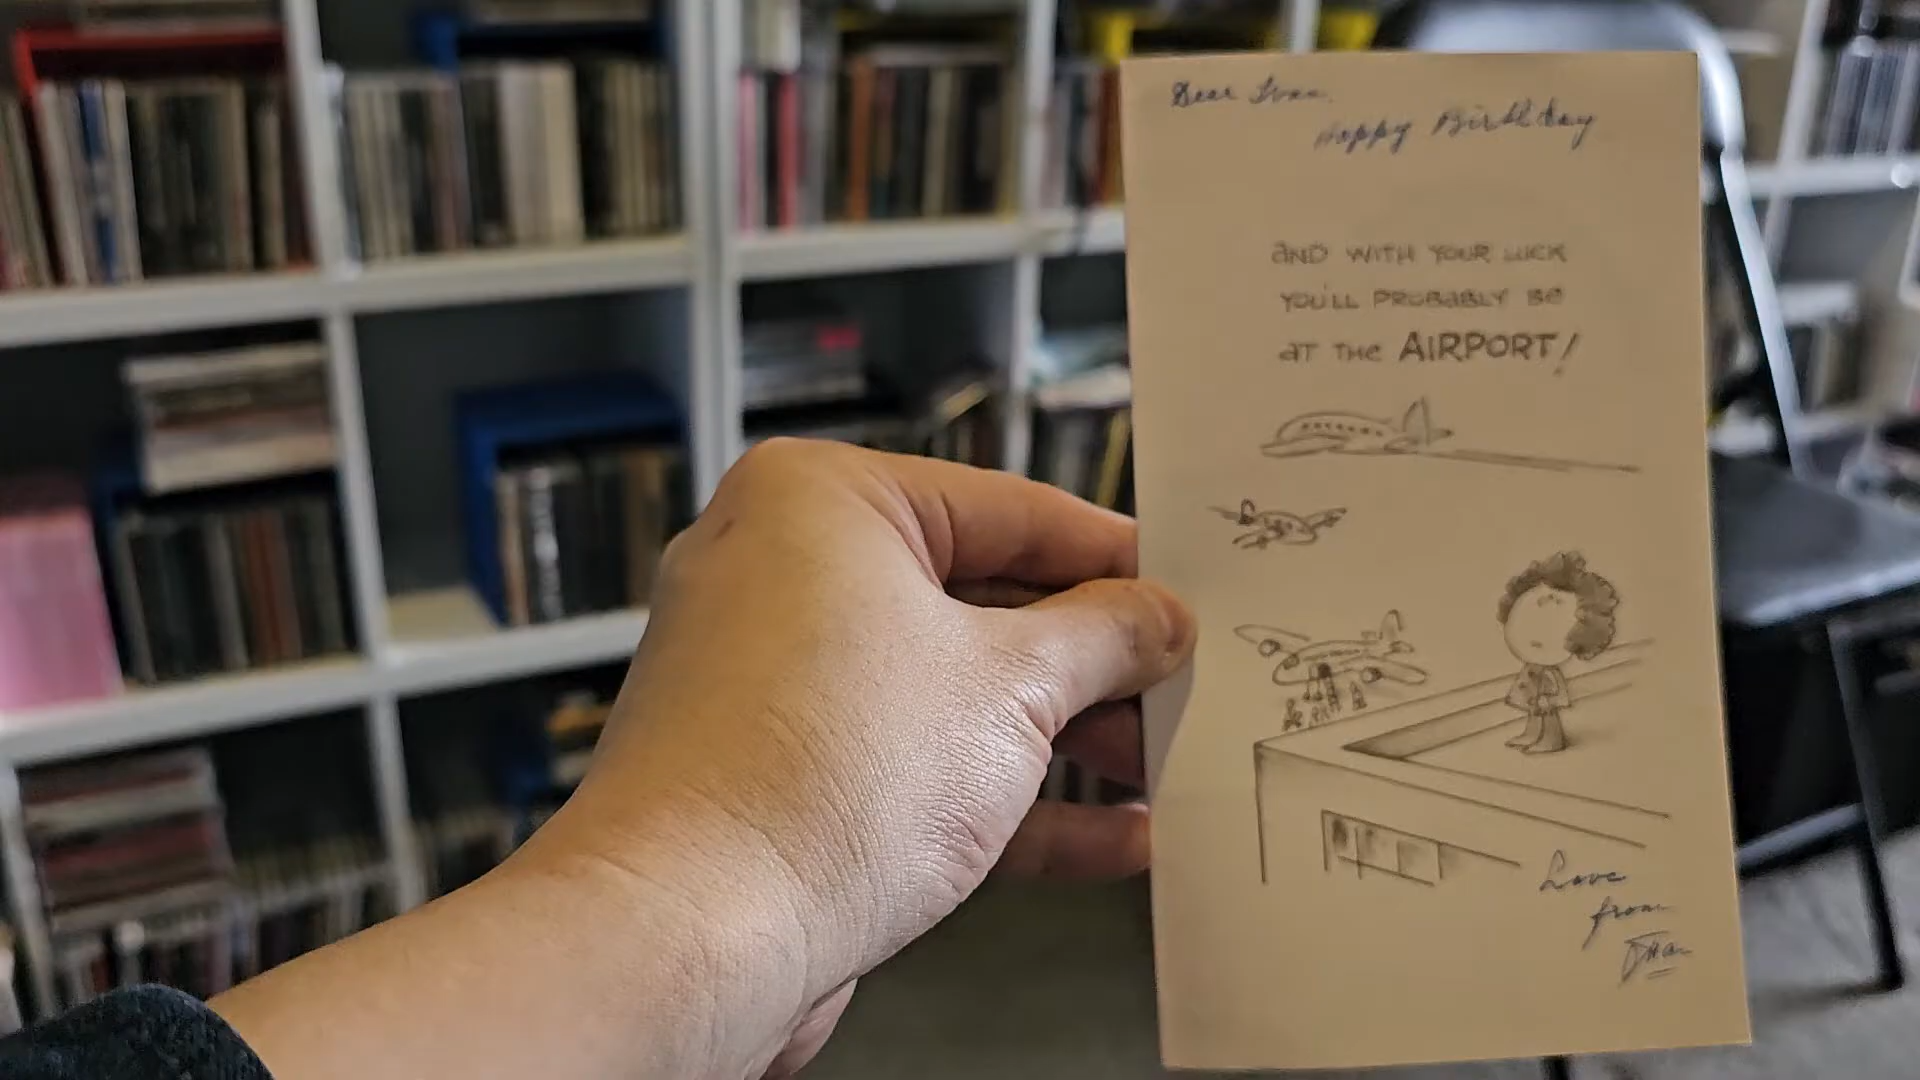 Dear
Happy Birthday
AND WITH YOUR LUCK
YOU'LL PROBABLY BE
AT THE AIRPORT!
Love
from